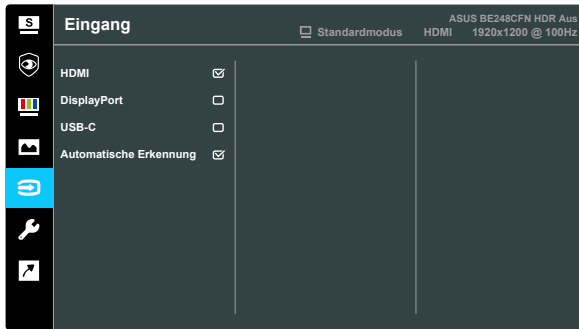 S
Eingang
ASUS BE248CFN HDR Aus
Standardmodus HDMI 1920x1200 @ 100Hz
HDMI
DisplayPort
USB-C
Automatische Erkennung